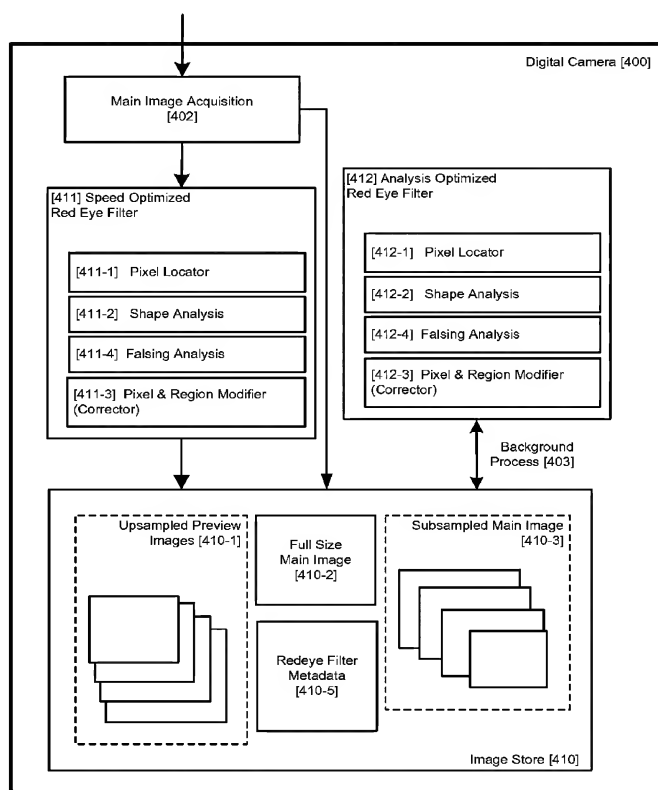 Digital Camera [400]
Main Image Acquisition
[402]
[411] Speed Optimized
Red Eye Filter
[411-1] Pixel Locator
[411-2] Shape Analysis
[411-4] Falsing Analysis
[411-3] Pixel & Region Modifier
(Corrector)
[412] Analysis Optimized
Red Eye Filter
[412-1] Pixel Locator
[412-2] Shape Analysis
[412-4] Falsing Analysis
[412-3] Pixel & Region Modifier
(Corrector)
Background
Process [403]
Upsampled Preview
Images [410-1]
Full Size
Main Image
[410-2]
Subsampled Main Image
[410-3]
Redeye Filter
Metadata
[410-5]
Image Store [410]